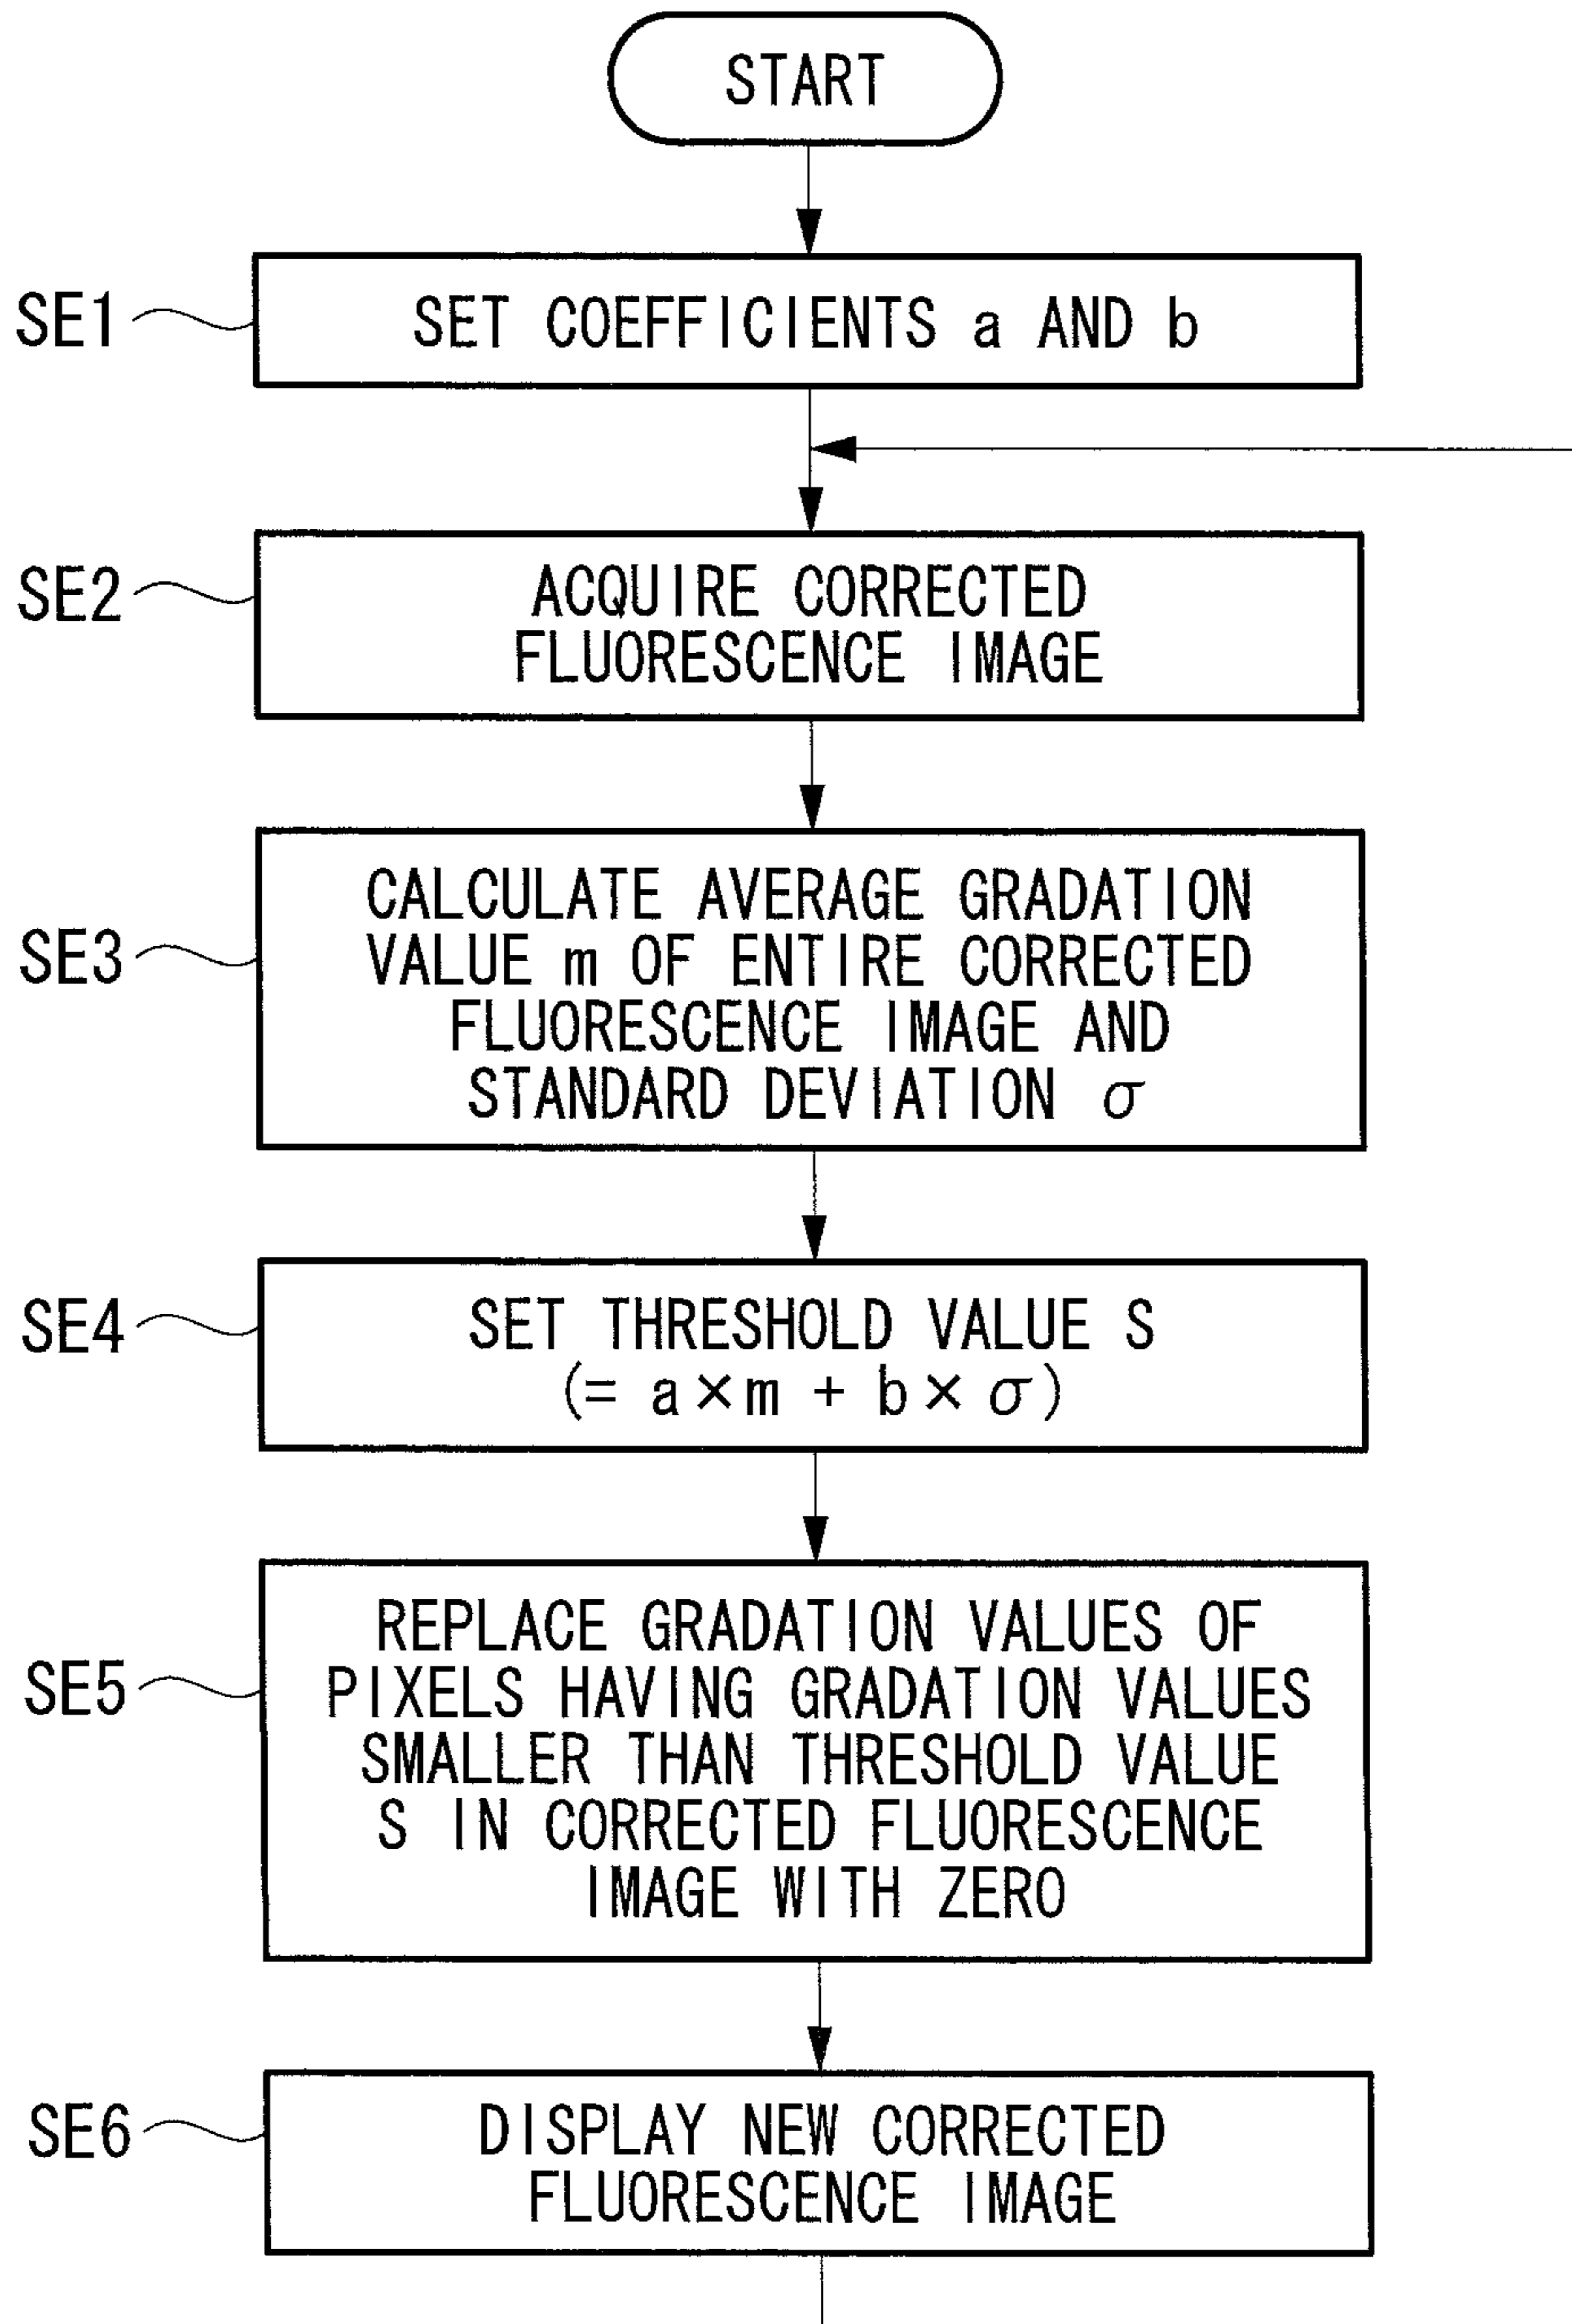 START
SE1
SET COEFFICIENTS a AND b
SE2
ACQUIRE CORRECTED
FLUORESCENCE IMAGE
SE3
CALCULATE AVERAGE GRADATION
VALUE m OF ENTIRE CORRECTED
FLUORESCENCE IMAGE AND
STANDARD DEVIATION σ
SE4
SET THRESHOLD VALUE S
(= a×m + b×σ)
SE5
REPLACE GRADATION VALUES OF
PIXELS HAVING GRADATION VALUES
SMALLER THAN THRESHOLD VALUE
S IN CORRECTED FLUORESCENCE
IMAGE WITH ZERO
SE6
DISPLAY NEW CORRECTED
FLUORESCENCE IMAGE